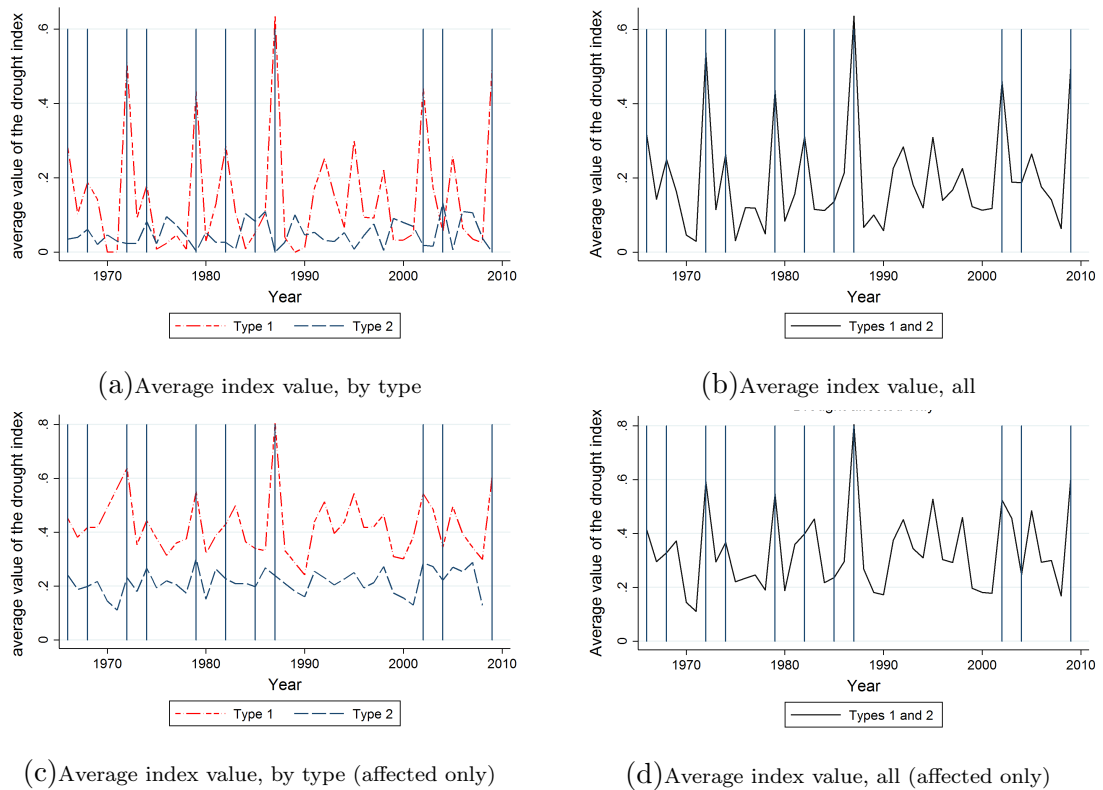 average value of the drought index
.6
.4
.2
0
1970 1980 1990 2000 2010
Year
Type 1 Type 2
(a)Average index value, by type
Average value of the drought index
.6
.4
.2
0
1970 1980 1990 2000 2010
Year
Types 1 and 2
(b)Average index value, all
average value of the drought index
.8
.6
.4
.2
0
1970 1980 1990 2000 2010
Year
Type 1 Type 2
(c)Average index value, by type (affected only)
Average value of the drought index
.8
.6
.4
.2
0
1970 1980 1990 2000 2010
Year
Types 1 and 2
(d)Average index value, all (affected only)